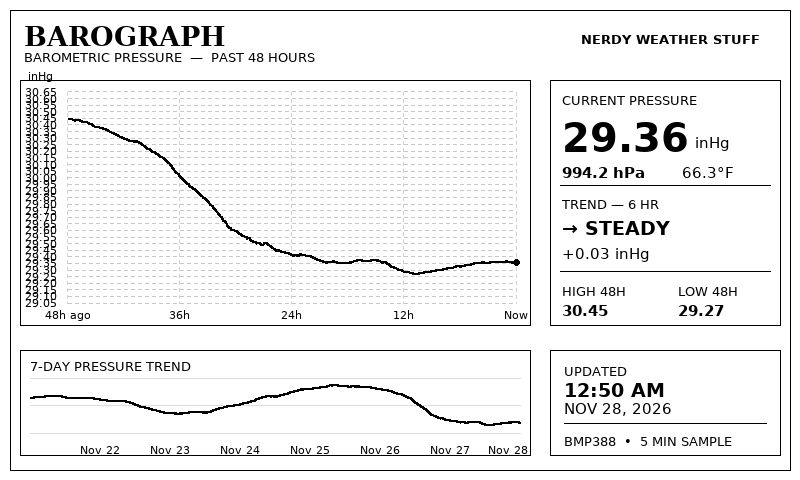 BAROGRAPH
BAROMETRIC PRESSURE — PAST 48 HOURS
NERDY WEATHER STUFF
inHg
30.65
30.60
30.55
30.50
30.45
30.40
30.35
30.30
30.25
30.20
30.15
30.10
30.05
30.00
29.95
29.90
29.85
29.80
29.75
29.70
29.65
29.60
29.55
29.50
29.45
29.40
29.35
29.30
29.25
29.20
29.15
29.10
29.05
48h ago 36h 24h 12h Now
CURRENT PRESSURE
29.36 inHg
994.2 hPa 66.3°F
TREND — 6 HR
→ STEADY
+0.03 inHg
HIGH 48H LOW 48H
30.45 29.27
7-DAY PRESSURE TREND
Nov 22 Nov 23 Nov 24 Nov 25 Nov 26 Nov 27 Nov 28
UPDATED
12:50 AM
NOV 28, 2026
BMP388 • 5 MIN SAMPLE